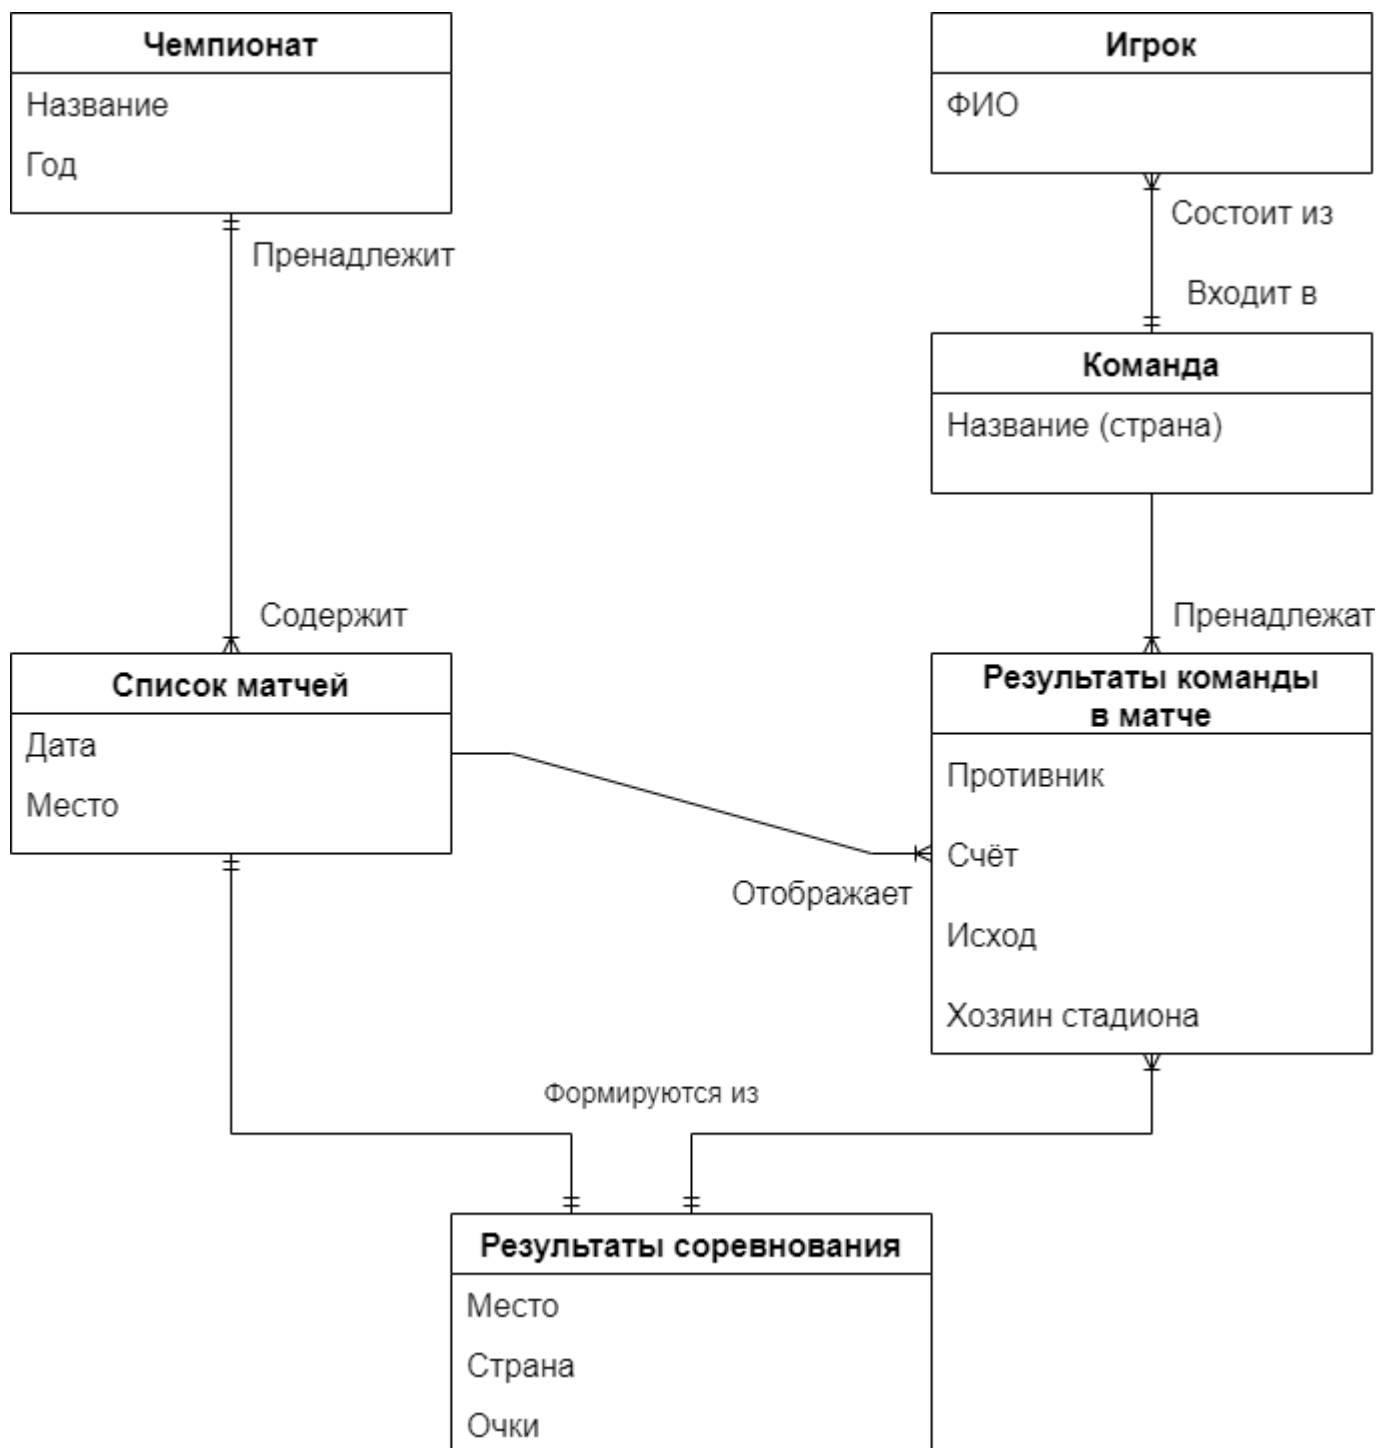 Чемпионат
Название
Год
Игрок
ФИО
Пренадлежит
Состоит из
Входит в
Команда
Название (страна)
Содержит
Пренадлежат
Список матчей
Дата
Место
Результаты команды
в матче
Противник
Счёт
Исход
Хозяин стадиона
Отображает
Формируются из
Результаты соревнования
Место
Страна
Очки